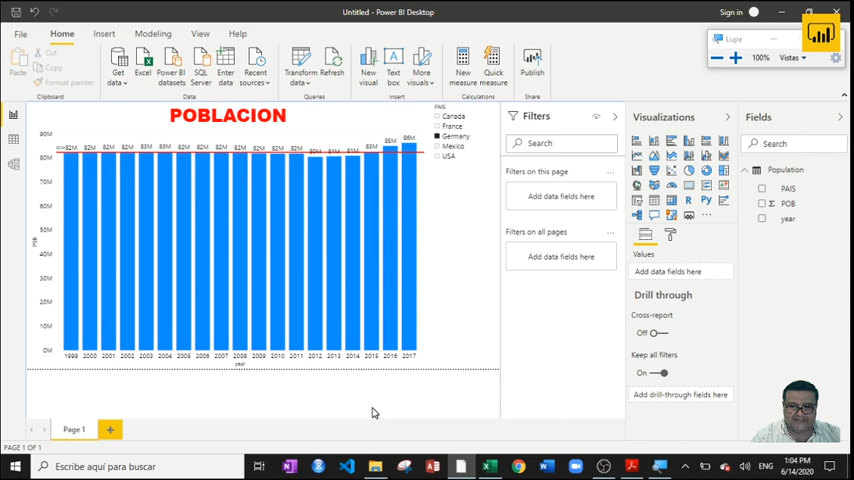 Untitled - Power BI Desktop
Sign in
File
Home
Insert
Modeling
View
Help
Lupa
100%
Vistas
Paste
Cut
Copy
Format painter
Get data
Excel
Power BI datasets
SQL Server
Enter data
Recent sources
Transform data
Refresh
New visual
Text box
More visuals
New measure
Quick measure
Publish
Clipboard
Data
Queries
Insert
Calculations
Share
POBLACION
PAIS
Canada
France
Germany
Mexico
USA
90M
80M
70M
60M
50M
40M
30M
20M
10M
0M
POB
82M 82M 82M 82M 83M 83M 82M 82M 82M 82M 82M 82M 82M 80M 81M 81M 83M 85M 86M
1999 2000 2001 2002 2003 2004 2005 2006 2007 2008 2009 2010 2011 2012 2013 2014 2015 2016 2017
year
Filters
Search
Filters on this page
Add data fields here
Filters on all pages
Add data fields here
Visualizations
R
Py
Values
Add data fields here
Drill through
Cross-report
Off
Keep all filters
On
Add drill-through fields here
Fields
Search
Population
PAIS
POB
year
Page 1
PAGE 1 OF 1
Escribe aquí para buscar
ENG
1:04 PM
6/14/2020